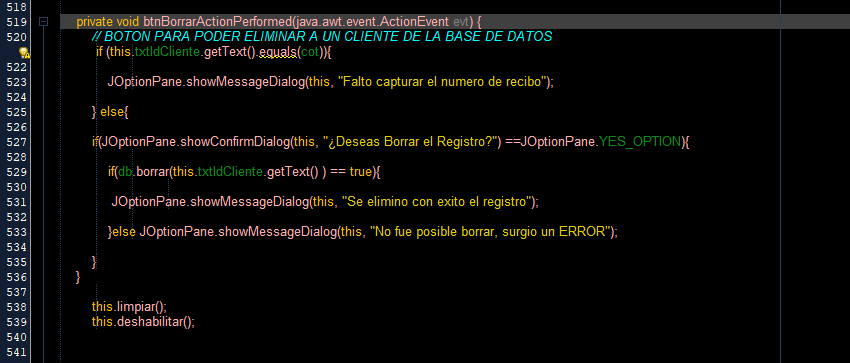 518
519 private void btnBorrarActionPerformed(java.awt.event.ActionEvent evt) {
520 // BOTON PARA PODER ELIMINAR A UN CLIENTE DE LA BASE DE DATOS
if (this.txtIdCliente.getText().equals(cot)){
522
523 JOptionPane.showMessageDialog(this, "Falto capturar el numero de recibo");
524
525 } else{
526
527 if(JOptionPane.showConfirmDialog(this, "¿Deseas Borrar el Registro?") ==JOptionPane.YES_OPTION){
528
529 if(db.borrar(this.txtIdCliente.getText() ) == true){
530
531 JOptionPane.showMessageDialog(this, "Se elimino con exito el registro");
532
533 }else JOptionPane.showMessageDialog(this, "No fue posible borrar, surgio un ERROR");
534
535 }
536 }
537
538 this.limpiar();
539 this.deshabilitar();
540
541